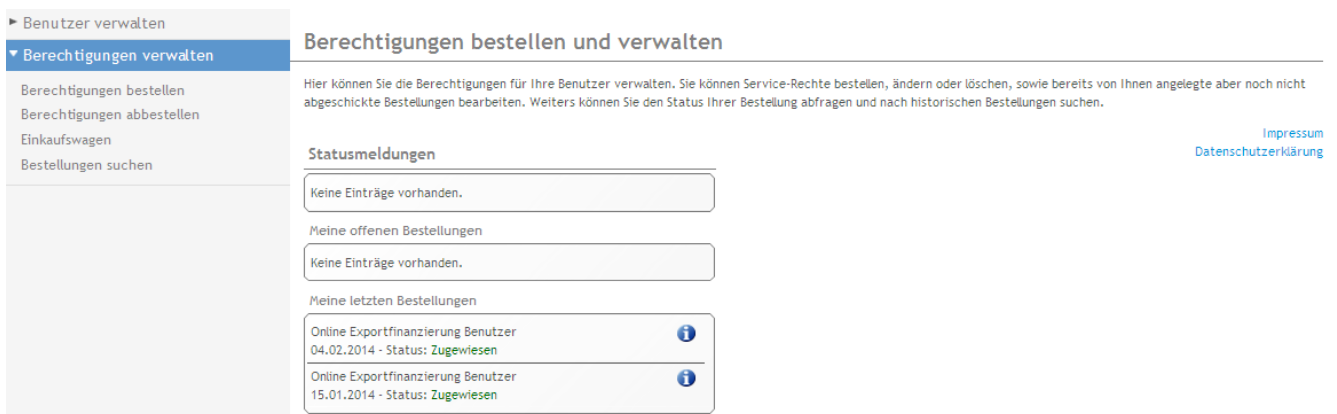 Benutzer verwalten
Berechtigungen verwalten
Berechtigungen bestellen
Berechtigungen abbestellen
Einkaufswagen
Bestellungen suchen
Berechtigungen bestellen und verwalten
Hier können Sie die Berechtigungen für Ihre Benutzer verwalten. Sie können Service-Rechte bestellen, ändern oder löschen, sowie bereits von Ihnen angelegte aber noch nicht
abgeschickte Bestellungen bearbeiten. Weiters können Sie den Status Ihrer Bestellung abfragen und nach historischen Bestellungen suchen.
Impressum
Datenschutzerklärung
Statusmeldungen
Keine Einträge vorhanden.
Meine offenen Bestellungen
Keine Einträge vorhanden.
Meine letzten Bestellungen
Online Exportfinanzierung Benutzer
04.02.2014 - Status: Zugewiesen
Online Exportfinanzierung Benutzer
15.01.2014 - Status: Zugewiesen